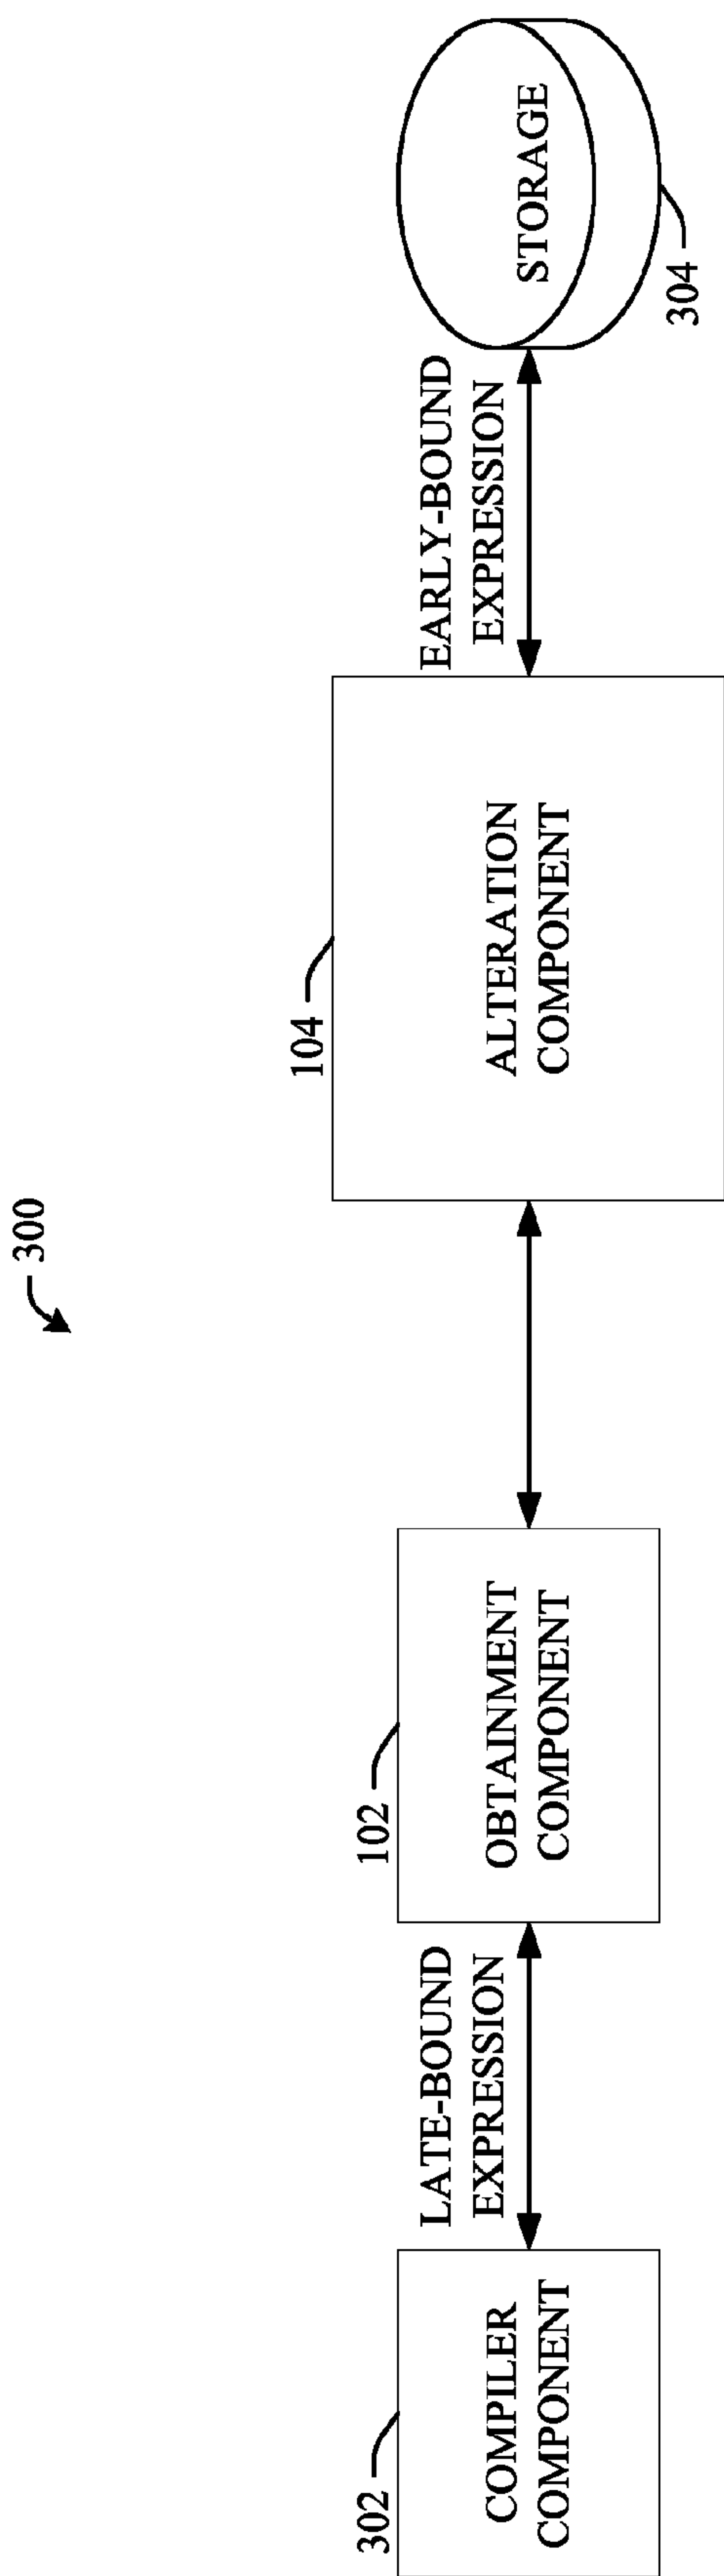 300
302
COMPILER
COMPONENT
LATE-BOUND
EXPRESSION
102
OBTAINMENT
COMPONENT
104
ALTERATION
COMPONENT
EARLY-BOUND
EXPRESSION
STORAGE
304